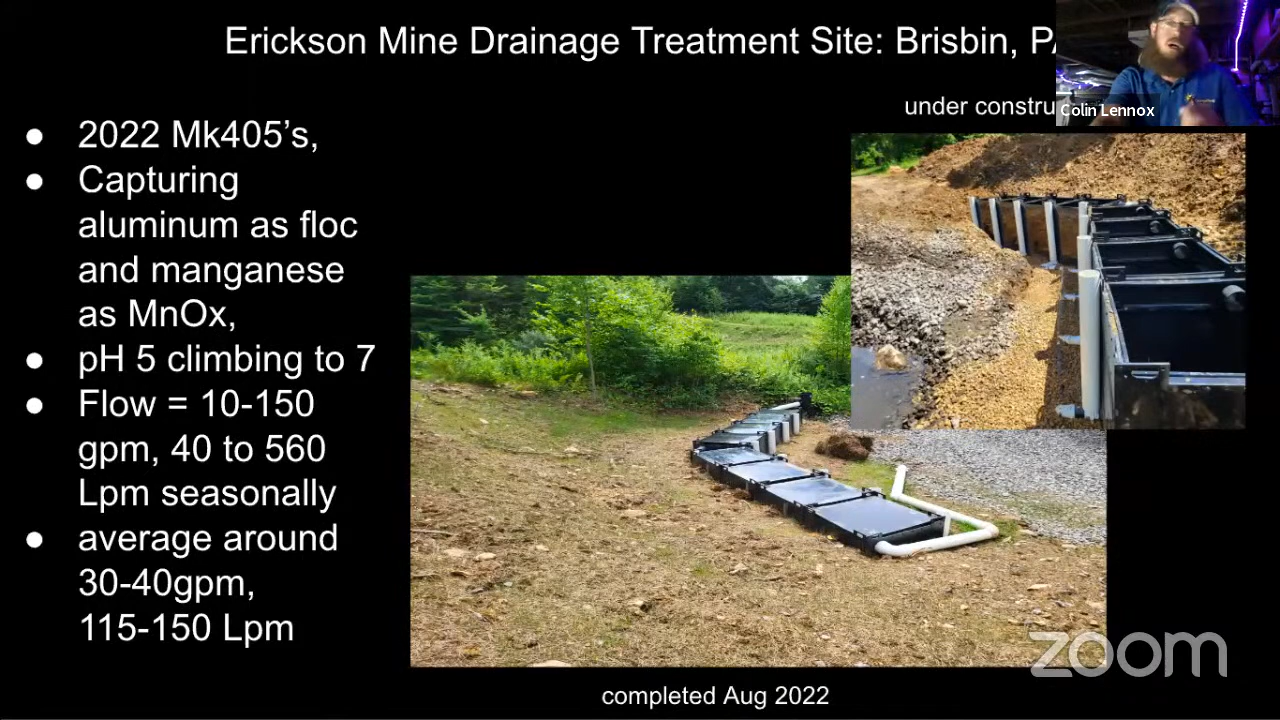 Erickson Mine Drainage Treatment Site: Brisbin,
under
Colin Lennox
● 2022 Mk405's,
● Capturing
aluminum as floc
and manganese
as MnOx,
● pH 5 climbing to 7
● Flow = 10-150
gpm, 40 to 560
Lpm seasonally
● average around
30-40gpm,
115-150 Lpm
zoom
completed Aug 2022